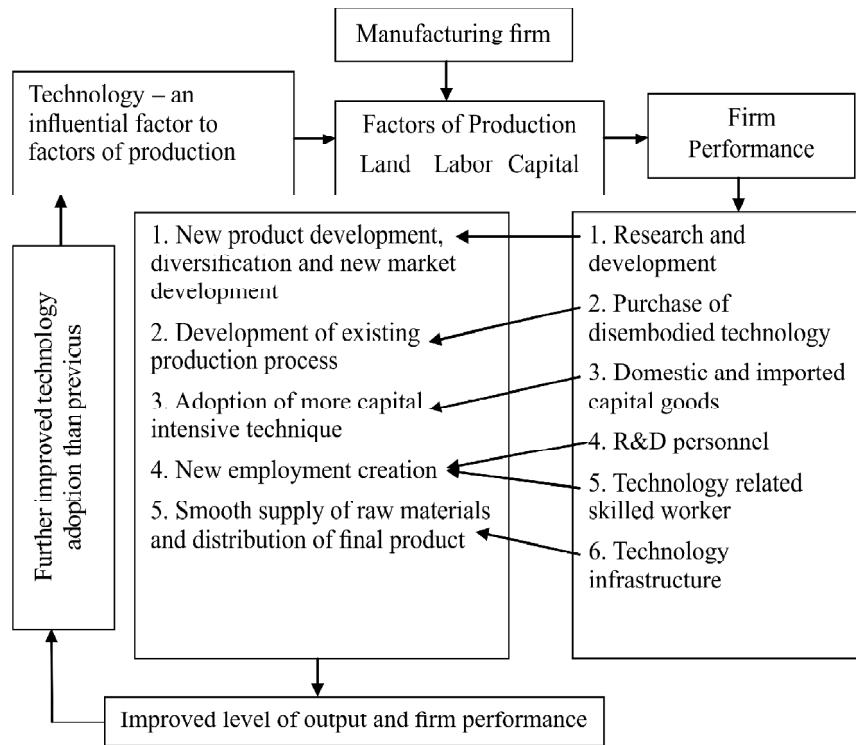 Manufacturing firm
Technology – an
influential factor to
factors of production
Factors of Production
Land Labor Capital
Firm
Performance
1. New product development,
diversification and new market
development
2. Development of existing
production process
3. Adoption of more capital
intensive technique
4. New employment creation
5. Smooth supply of raw materials
and distribution of final product
1. Research and
development
2. Purchase of
disembodied technology
3. Domestic and imported
capital goods
4. R&D personnel
5. Technology related
skilled worker
6. Technology
infrastructure
Further improved technology
adoption than previcus
Improved level of output and firm performance